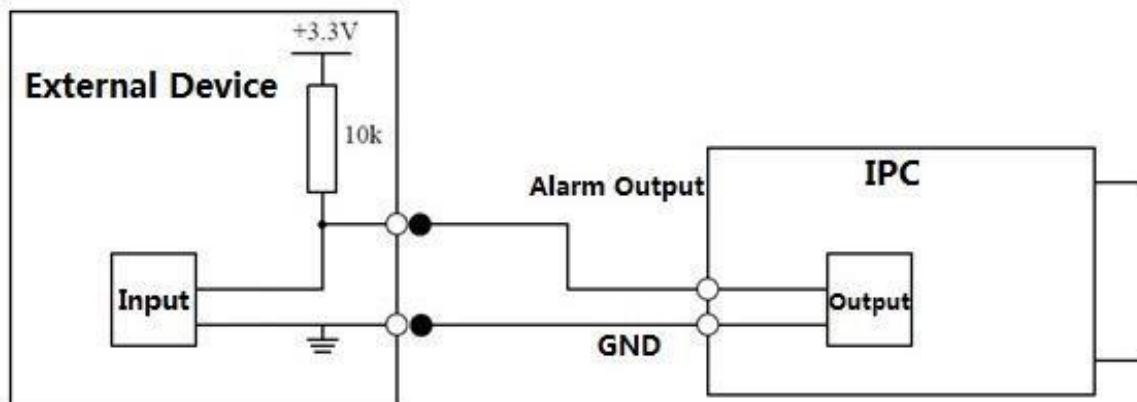 +3.3V
External Device
10k
Alarm Output
IPC
Input
Output
GND